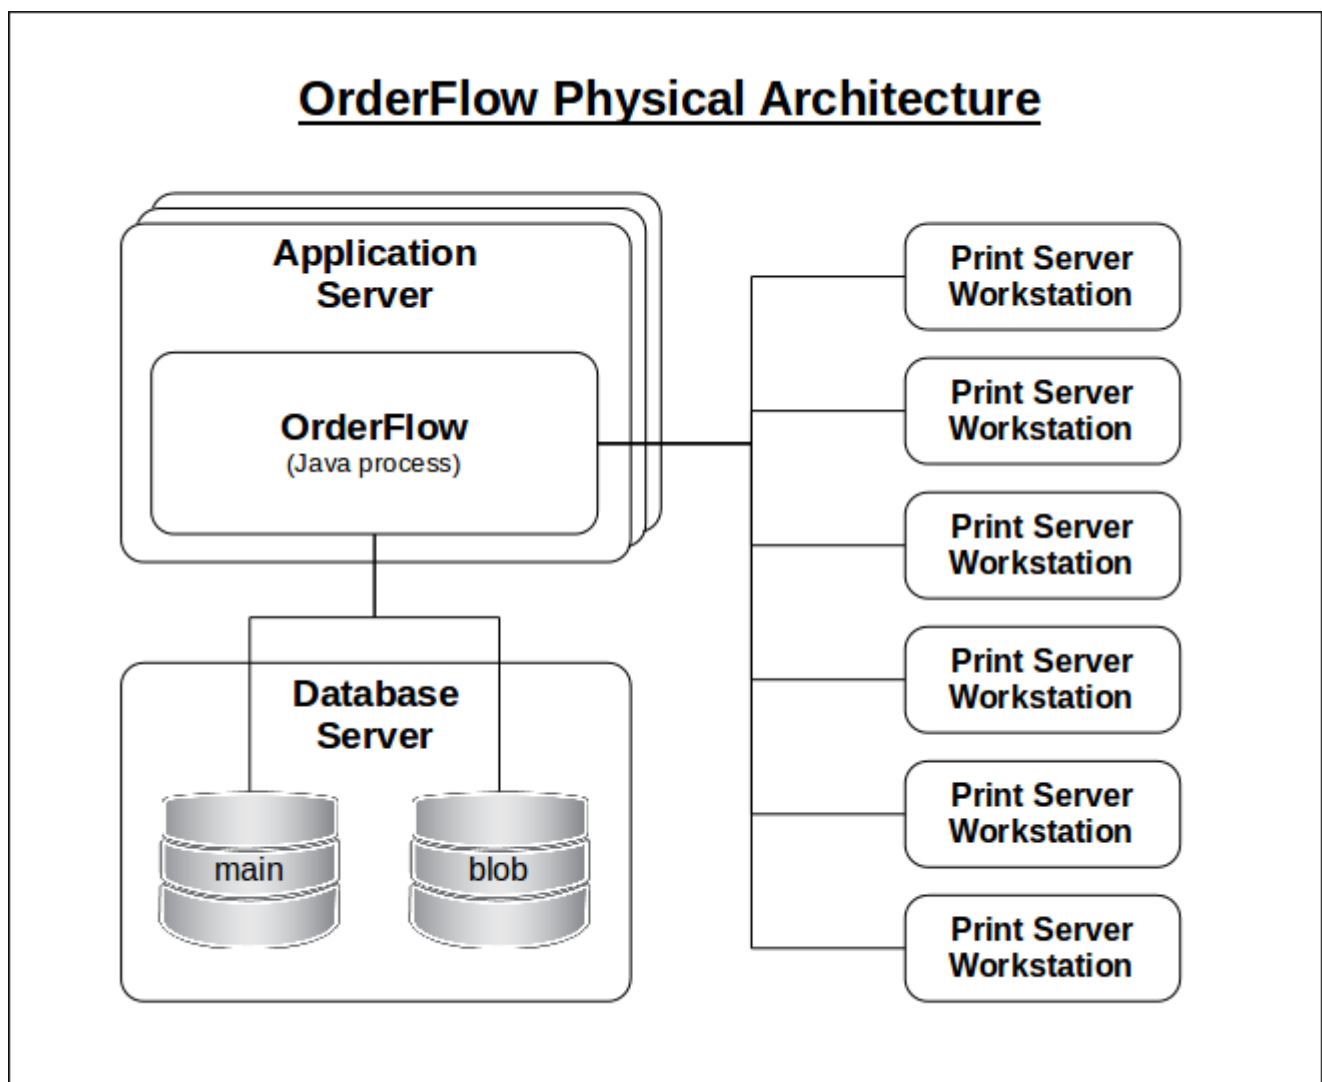 OrderFlow Physical Architecture
Application
Server
OrderFlow
(Java process)
Database
Server
main
blob
Print Server
Workstation
Print Server
Workstation
Print Server
Workstation
Print Server
Workstation
Print Server
Workstation
Print Server
Workstation